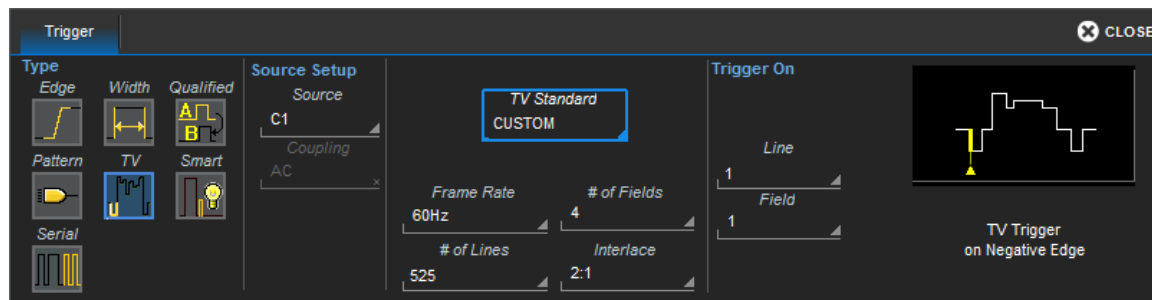 Trigger
CLOSE
Type
Edge Width Qualified
A
B
Pattern TV Smart
U
Serial
Source Setup
Source
C1
Coupling
AC
TV Standard
CUSTOM
Frame Rate # of Fields
60Hz 4
# of Lines Interlace
525 2:1
Trigger On
Line
1
Field
1
TV Trigger
on Negative Edge